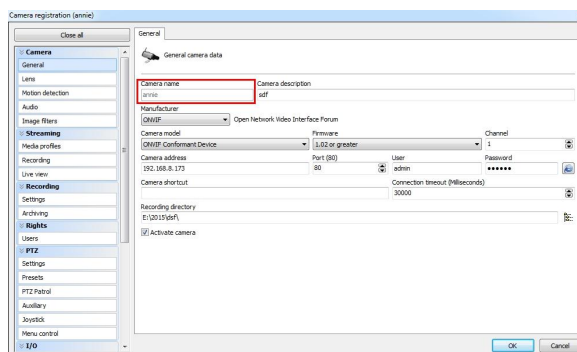 Camera registration (annie)
Close all
Camera
General
Lens
Motion detection
Audio
Image filters
Streaming
Media profiles
Recording
Live view
Recording
Settings
Archiving
Rights
Users
PTZ
Settings
Presets
PTZ Patrol
Auxiliary
Joystick
Menu control
I/O
General
General camera data
Camera name Camera description
annie sdf
Manufacturer
ONVIF Open Network Video Interface Forum
Camera model Firmware Channel
ONVIF Conformant Device 1.02 or greater 1
Camera address Port (80) User Password
192.168.8.173 80 admin ••••••
Camera shortcut Connection timeout (Milliseconds)
30000
Recording directory
E:\2015\dsf\
Activate camera
OK Cancel